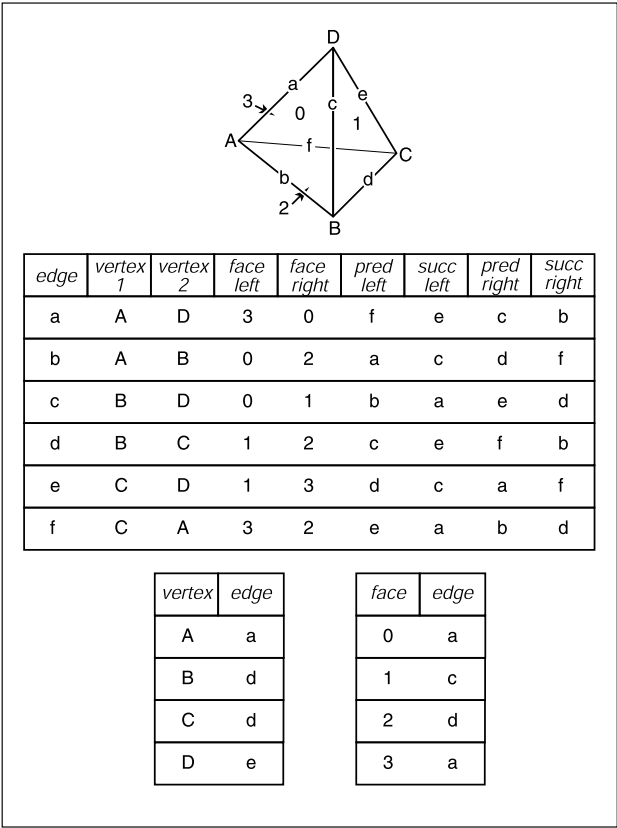 D
a
3
e
0
c
1
A
f
C
b
d
2
B
edge vertex 1 vertex 2 face left face right pred left succ left pred right succ right
a A D 3 0 f e c b
b A B 0 2 a c d f
c B D 0 1 b a e d
d B C 1 2 c e f b
e C D 1 3 d c a f
f C A 3 2 e a b d
vertex edge
A a
B d
C d
D e
face edge
0 a
1 c
2 d
3 a